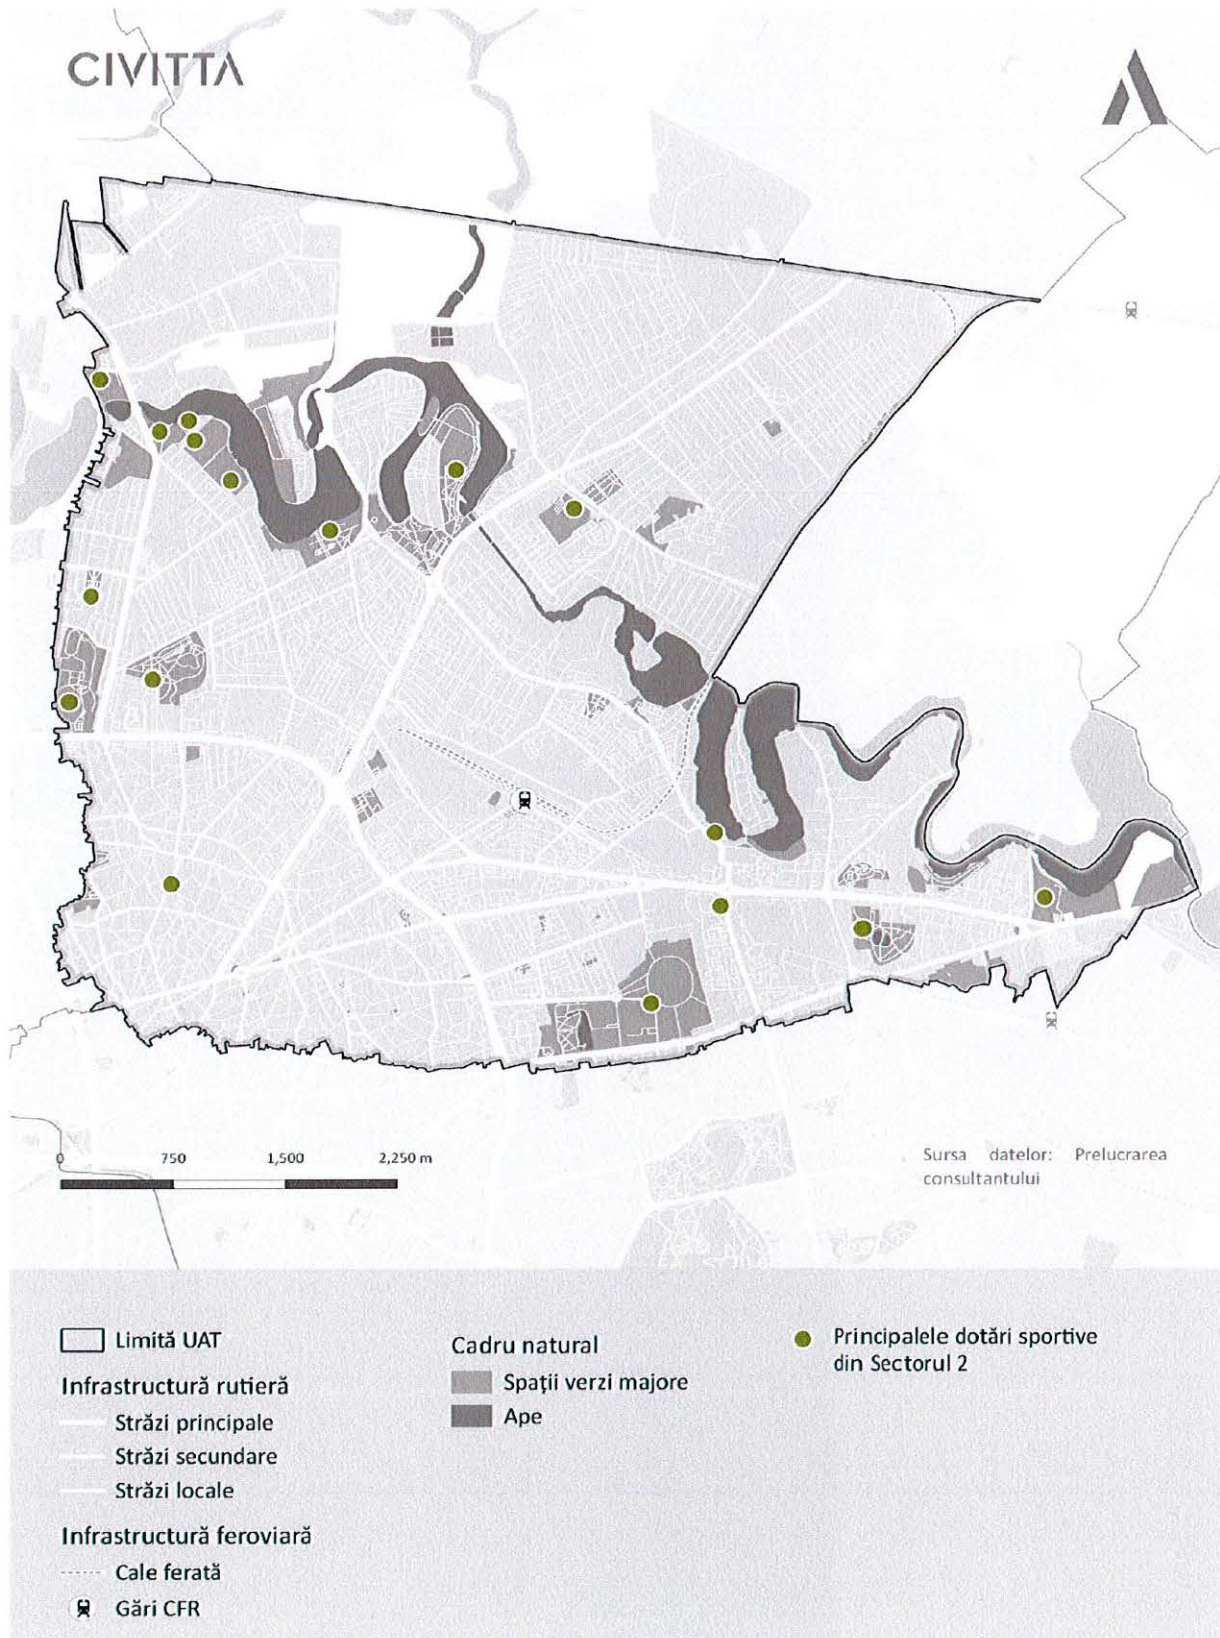 CIVITTA
0 750 1,500 2,250 m
Sursa datelor: Prelucrarea
consultantului
Limită UAT
Infrastructură rutieră
Străzi principale
Străzi secundare
Străzi locale
Infrastructură feroviară
Cale ferată
Gări CFR
Cadru natural
Spații verzi majore
Ape
Principalele dotări sportive
din Sectorul 2